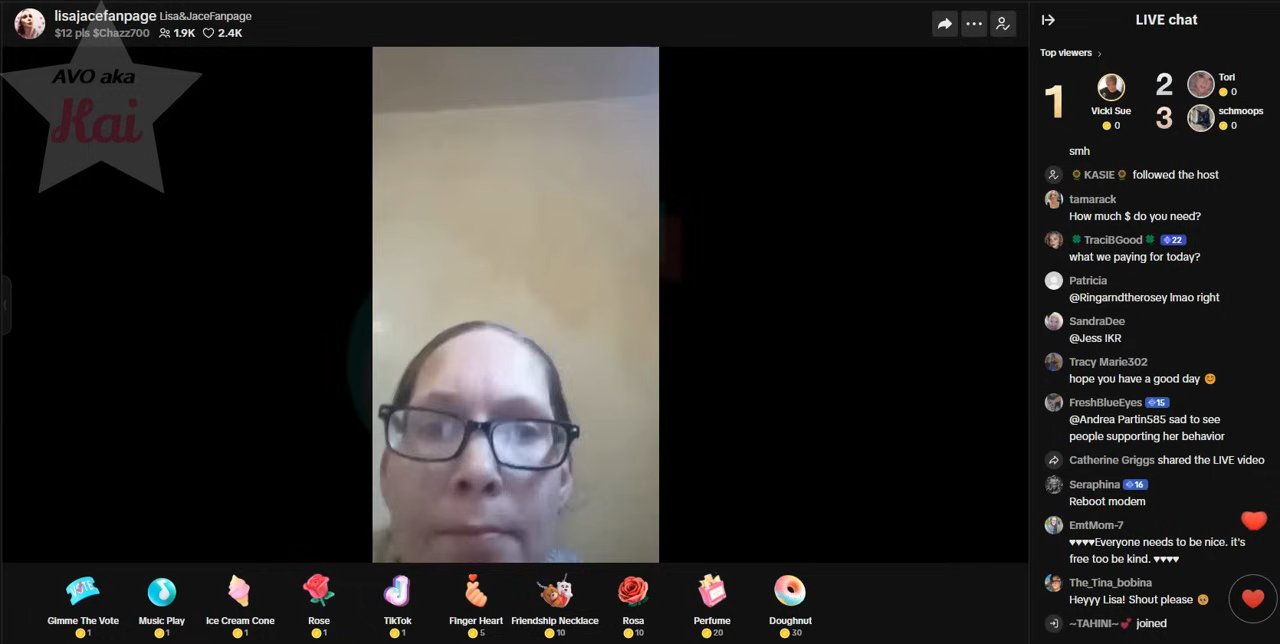 lisajacefanpage Lisa&JaceFanpage
$12 pls $Chazz700 1.9K 2.4K
AVO aka
Kai
LIVE chat
Top viewers
1
Vicki Sue
0
2
Tori
0
3
schmoops
0
smh
KASIE followed the host
tamarack
How much $ do you need?
TraciBGood 22
what we paying for today?
Patricia
@Ringarndtherosey lmao right
SandraDee
@Jess IKR
Tracy Marie302
hope you have a good day
FreshBlueEyes 15
@Andrea Partin585 sad to see
people supporting her behavior
Catherine Griggs shared the LIVE video
Seraphina 16
Reboot modem
EmtMom-7
♥♥♥♥Everyone needs to be nice. it's
free too be kind. ♥♥♥♥
The_Tina_bobina
Heyyy Lisa! Shout please
~TAHINI~ joined
Gimme The Vote
1
Music Play
1
Ice Cream Cone
1
Rose
1
TikTok
1
Finger Heart
5
Friendship Necklace
10
Rosa
10
Perfume
20
Doughnut
30